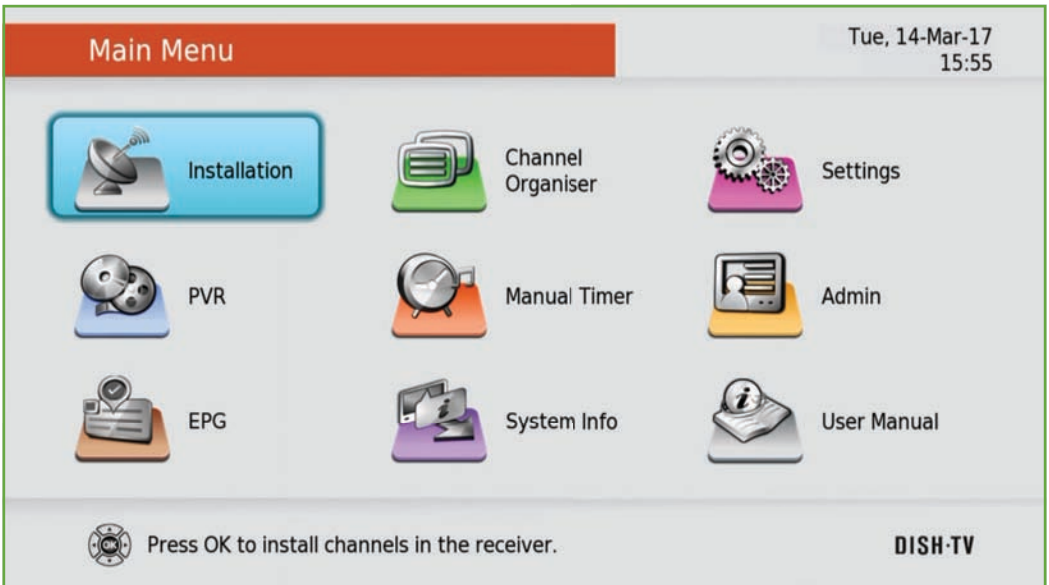 Main Menu
Tue, 14-Mar-17
15:55
Installation
Channel
Organiser
Settings
PVR
Manual Timer
Admin
EPG
System Info
User Manual
OK
Press OK to install channels in the receiver.
DISH·TV